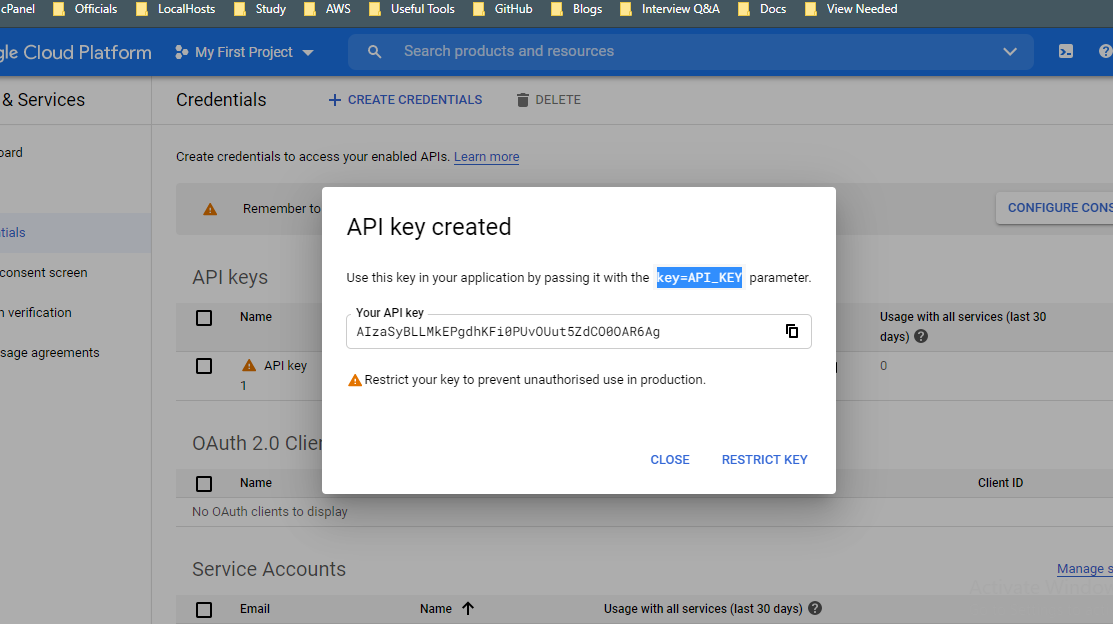 cPanel Officials LocalHosts Study AWS Useful Tools GitHub Blogs Interview Q&A Docs View Needed
gle Cloud Platform My First Project Search products and resources
& Services Credentials CREATE CREDENTIALS DELETE
oard
Create credentials to access your enabled APIs. Learn more
Remember to CONFIGURE CONS
ntials
API key created
consent screen
API keys
Use this key in your application by passing it with the key=API_KEY parameter.
n verification
Name
Your API key
Usage with all services (last 30 days)
AIzaSyBLLMkEPgdhKFi0PUvOUut5ZdCO0OAR6Ag
sage agreements
API key 1
0
Restrict your key to prevent unauthorised use in production.
OAuth 2.0 Clien
CLOSE RESTRICT KEY
Name Client ID
No OAuth clients to display
Service Accounts
Manage s
Activate Windo
Email Name Usage with all services (last 30 days)